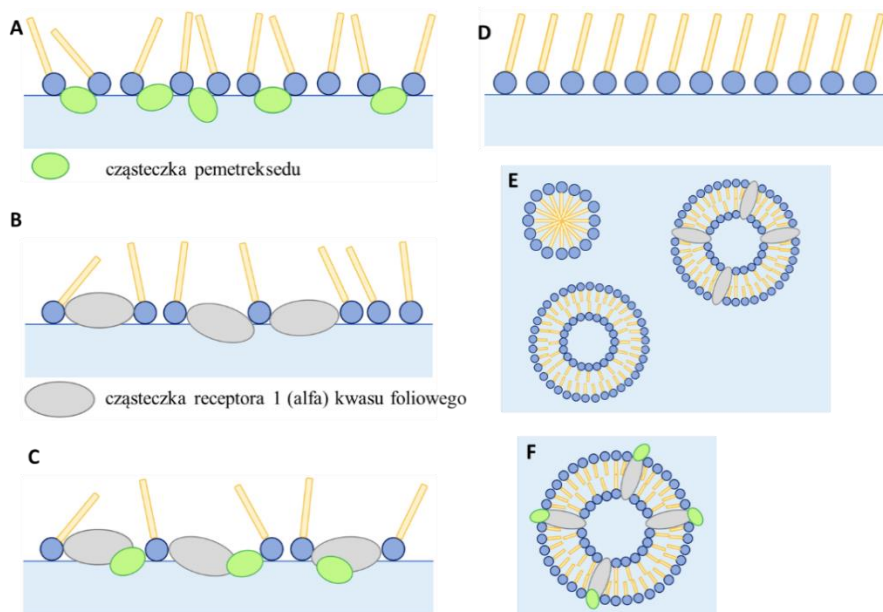 A
cząsteczka pemetreksedu
B
cząsteczka receptora 1 (alfa) kwasu foliowego
C
D
E
F